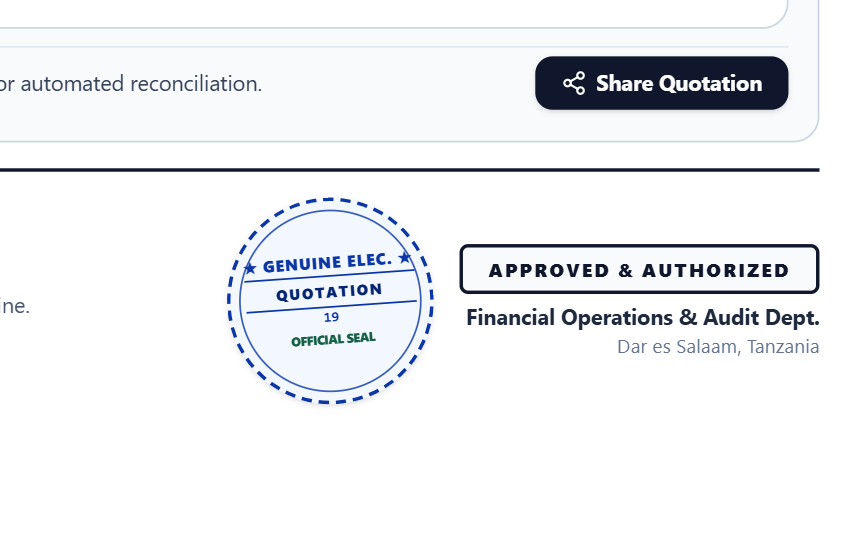 or automated reconciliation.
Share Quotation
ine.
★ GENUINE ELEC. ★
QUOTATION
19
OFFICIAL SEAL
APPROVED & AUTHORIZED
Financial Operations & Audit Dept.
Dar es Salaam, Tanzania